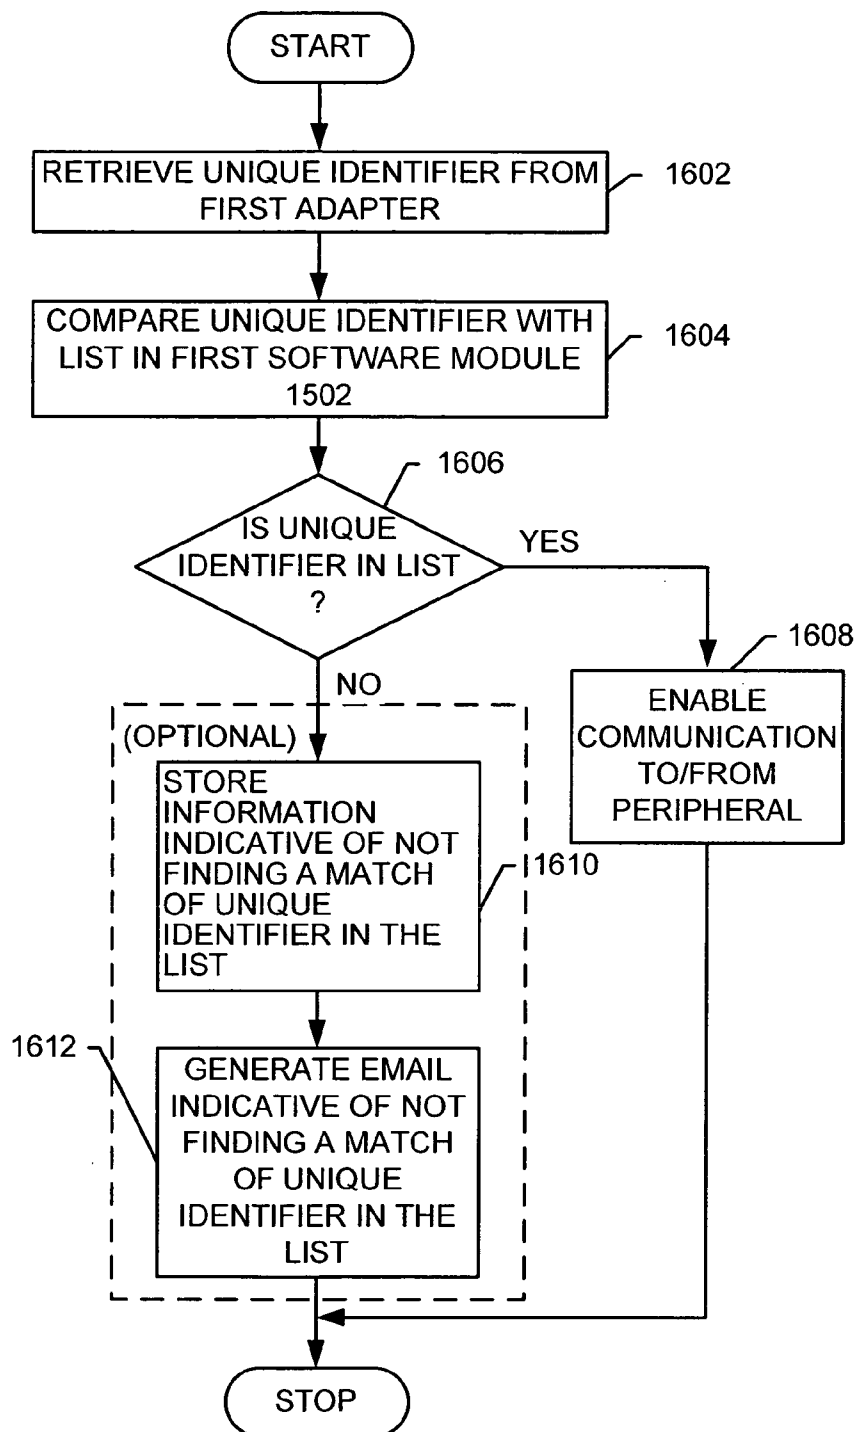 START
RETRIEVE UNIQUE IDENTIFIER FROM
FIRST ADAPTER
1602
COMPARE UNIQUE IDENTIFIER WITH
LIST IN FIRST SOFTWARE MODULE
1502
1604
1606
IS UNIQUE
IDENTIFIER IN LIST
?
YES
NO
1608
ENABLE
COMMUNICATION
TO/FROM
PERIPHERAL
(OPTIONAL)
STORE
INFORMATION
INDICATIVE OF NOT
FINDING A MATCH
OF UNIQUE
IDENTIFIER IN THE
LIST
1610
1612
GENERATE EMAIL
INDICATIVE OF NOT
FINDING A MATCH
OF UNIQUE
IDENTIFIER IN THE
LIST
STOP